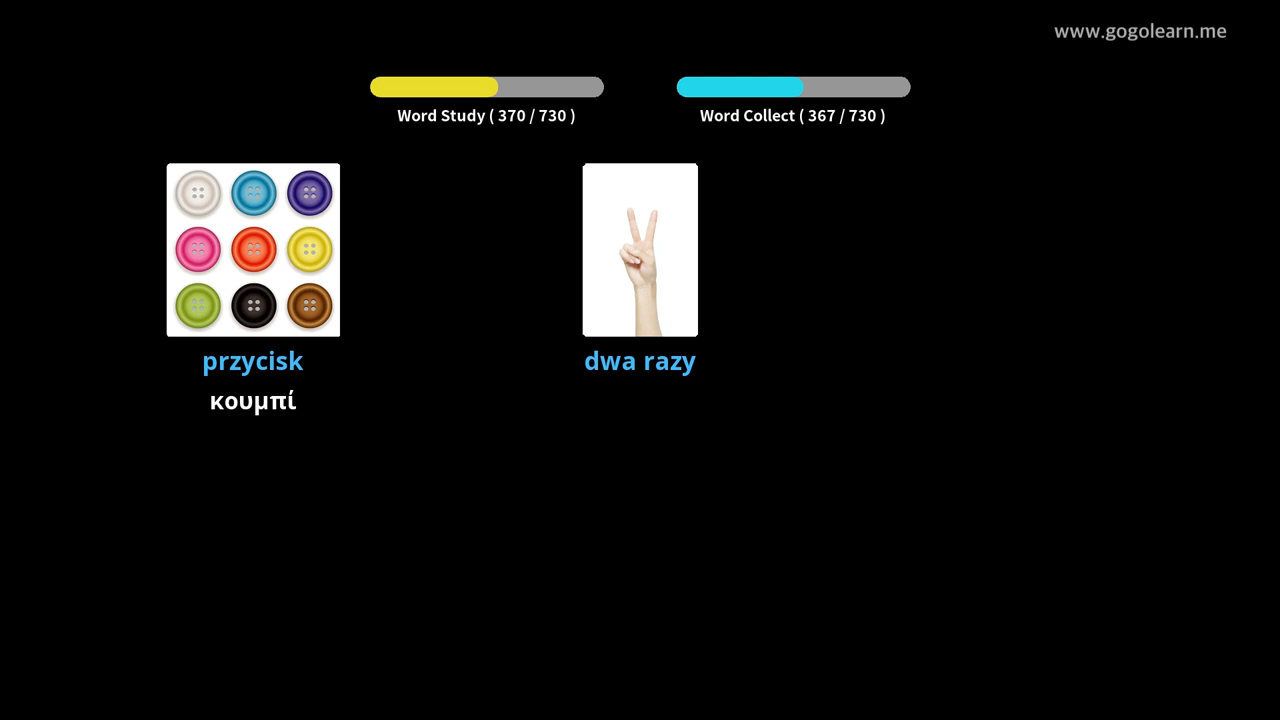 www.gogolearn.me
Word Study ( 370 / 730 )
Word Collect ( 367 / 730 )
przycisk
dwa razy
κουμπί